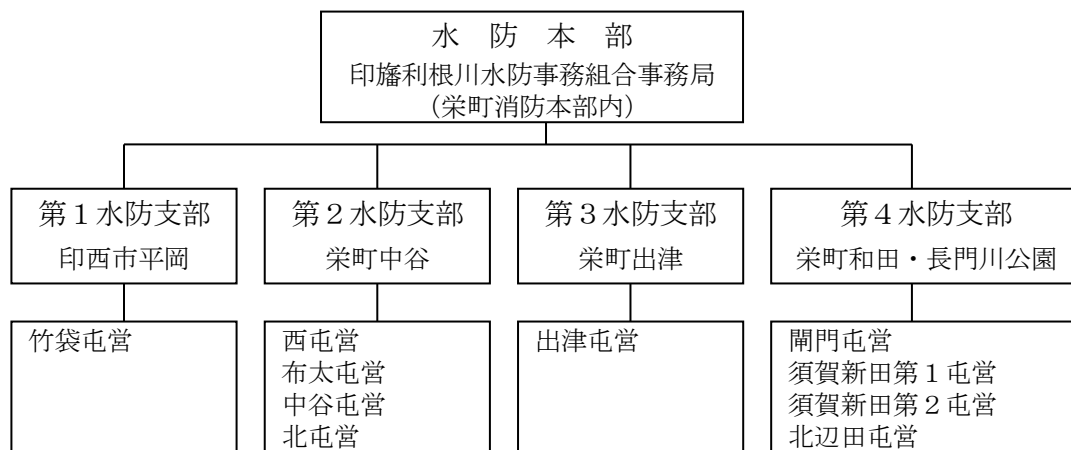 水　防　本　部
印旛利根川水防事務組合事務局
（栄町消防本部内）
第１水防支部
印西市平岡
第２水防支部
栄町中谷
第３水防支部
栄町出津
第４水防支部
栄町和田・長門川公園
竹袋屯営
西屯営
布太屯営
中谷屯営
北屯営
出津屯営
閘門屯営
須賀新田第１屯営
須賀新田第２屯営
北辺田屯営